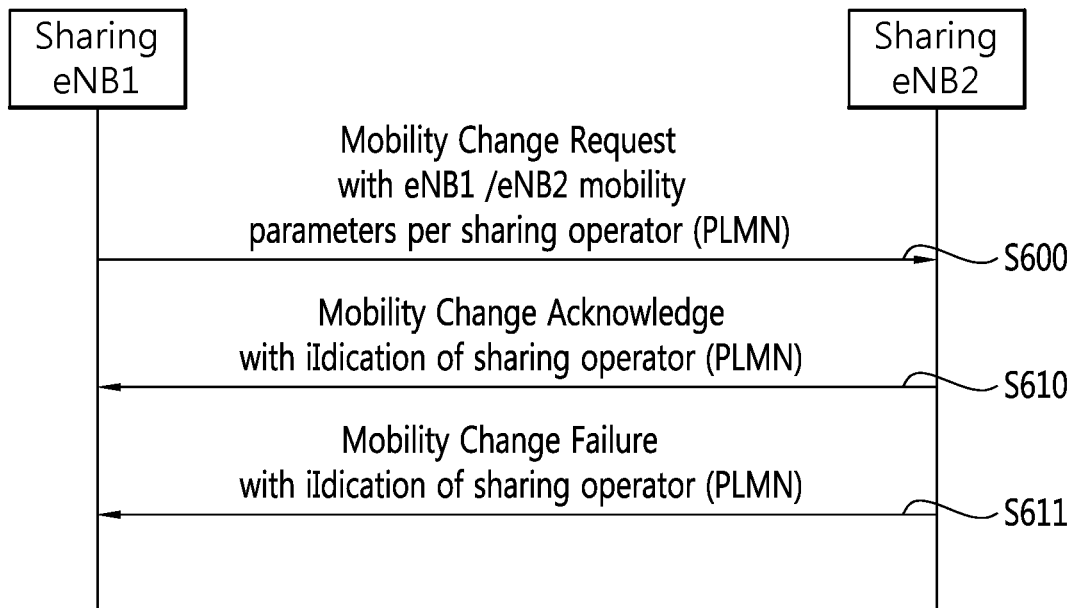 Sharing
eNB1
Sharing
eNB2
Mobility Change Request
with eNB1 /eNB2 mobility
parameters per sharing operator (PLMN)
S600
Mobility Change Acknowledge
with iIdication of sharing operator (PLMN)
S610
Mobility Change Failure
with iIdication of sharing operator (PLMN)
S611